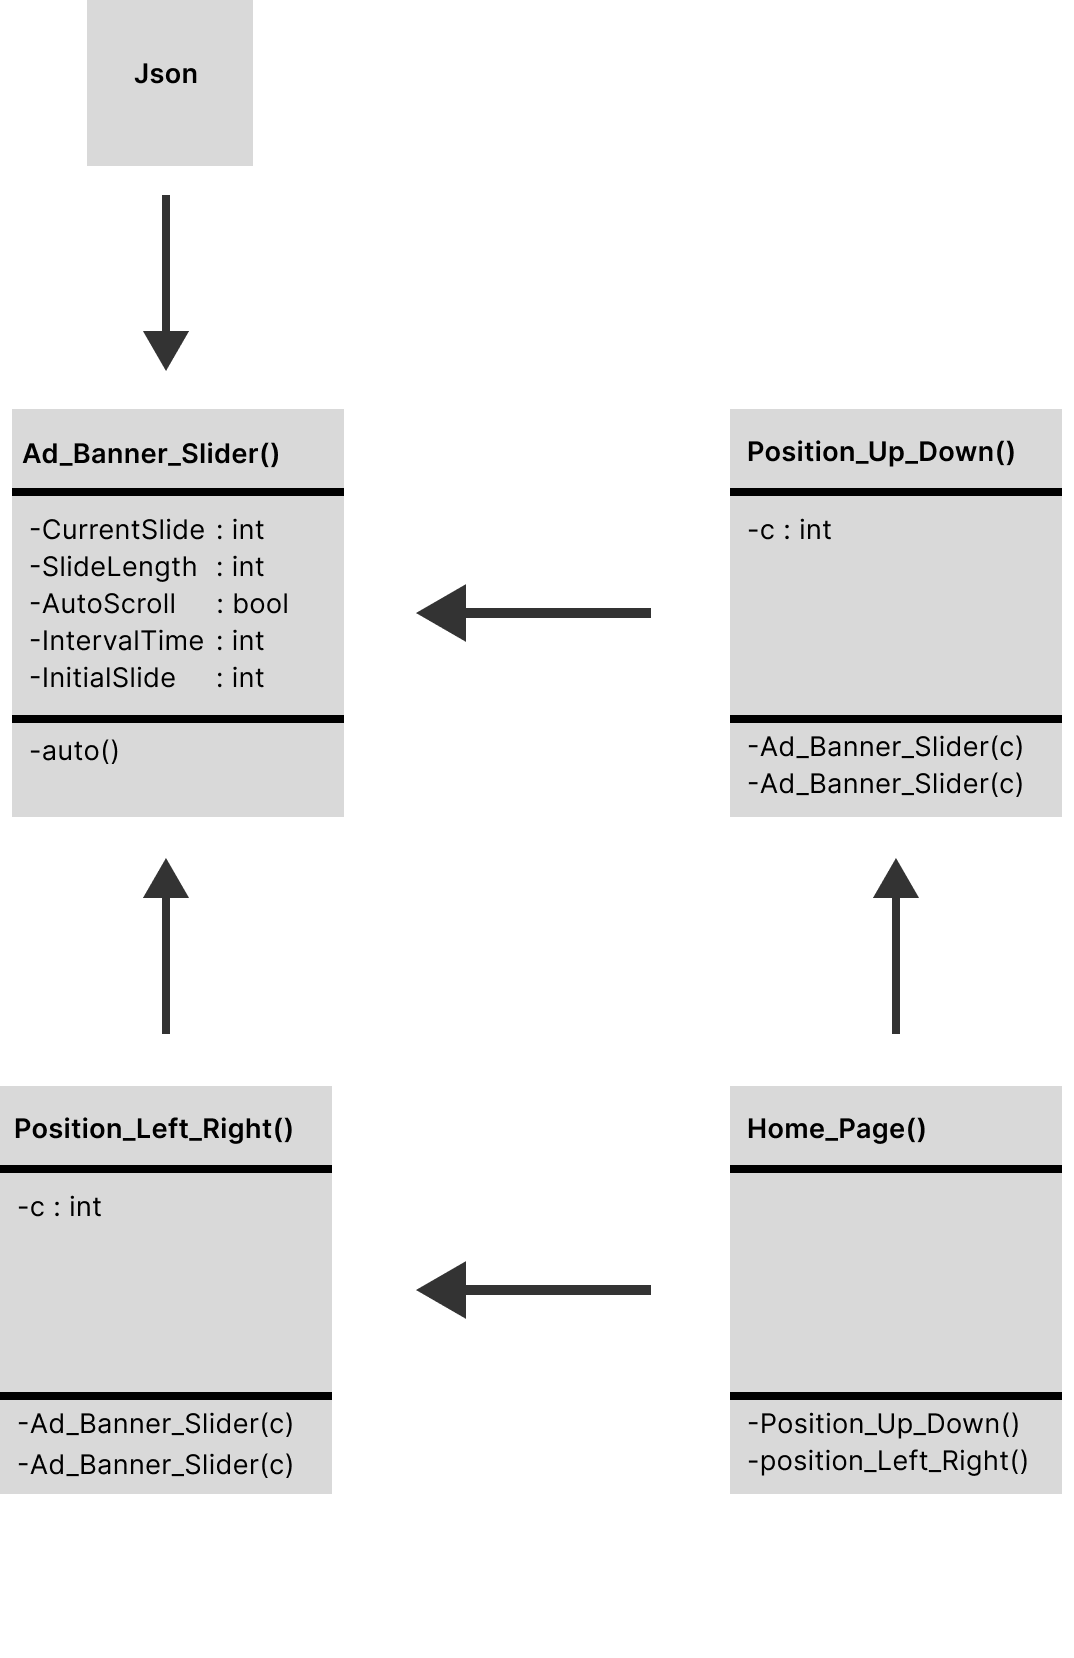 Json
Ad_Banner_Slider()
-CurrentSlide : int
-SlideLength : int
-AutoScroll : bool
-IntervalTime : int
-InitialSlide : int
-auto()
Position_Up_Down()
-c : int
-Ad_Banner_Slider(c)
-Ad_Banner_Slider(c)
Position_Left_Right()
-c : int
-Ad_Banner_Slider(c)
-Ad_Banner_Slider(c)
Home_Page()
-Position_Up_Down()
-position_Left_Right()